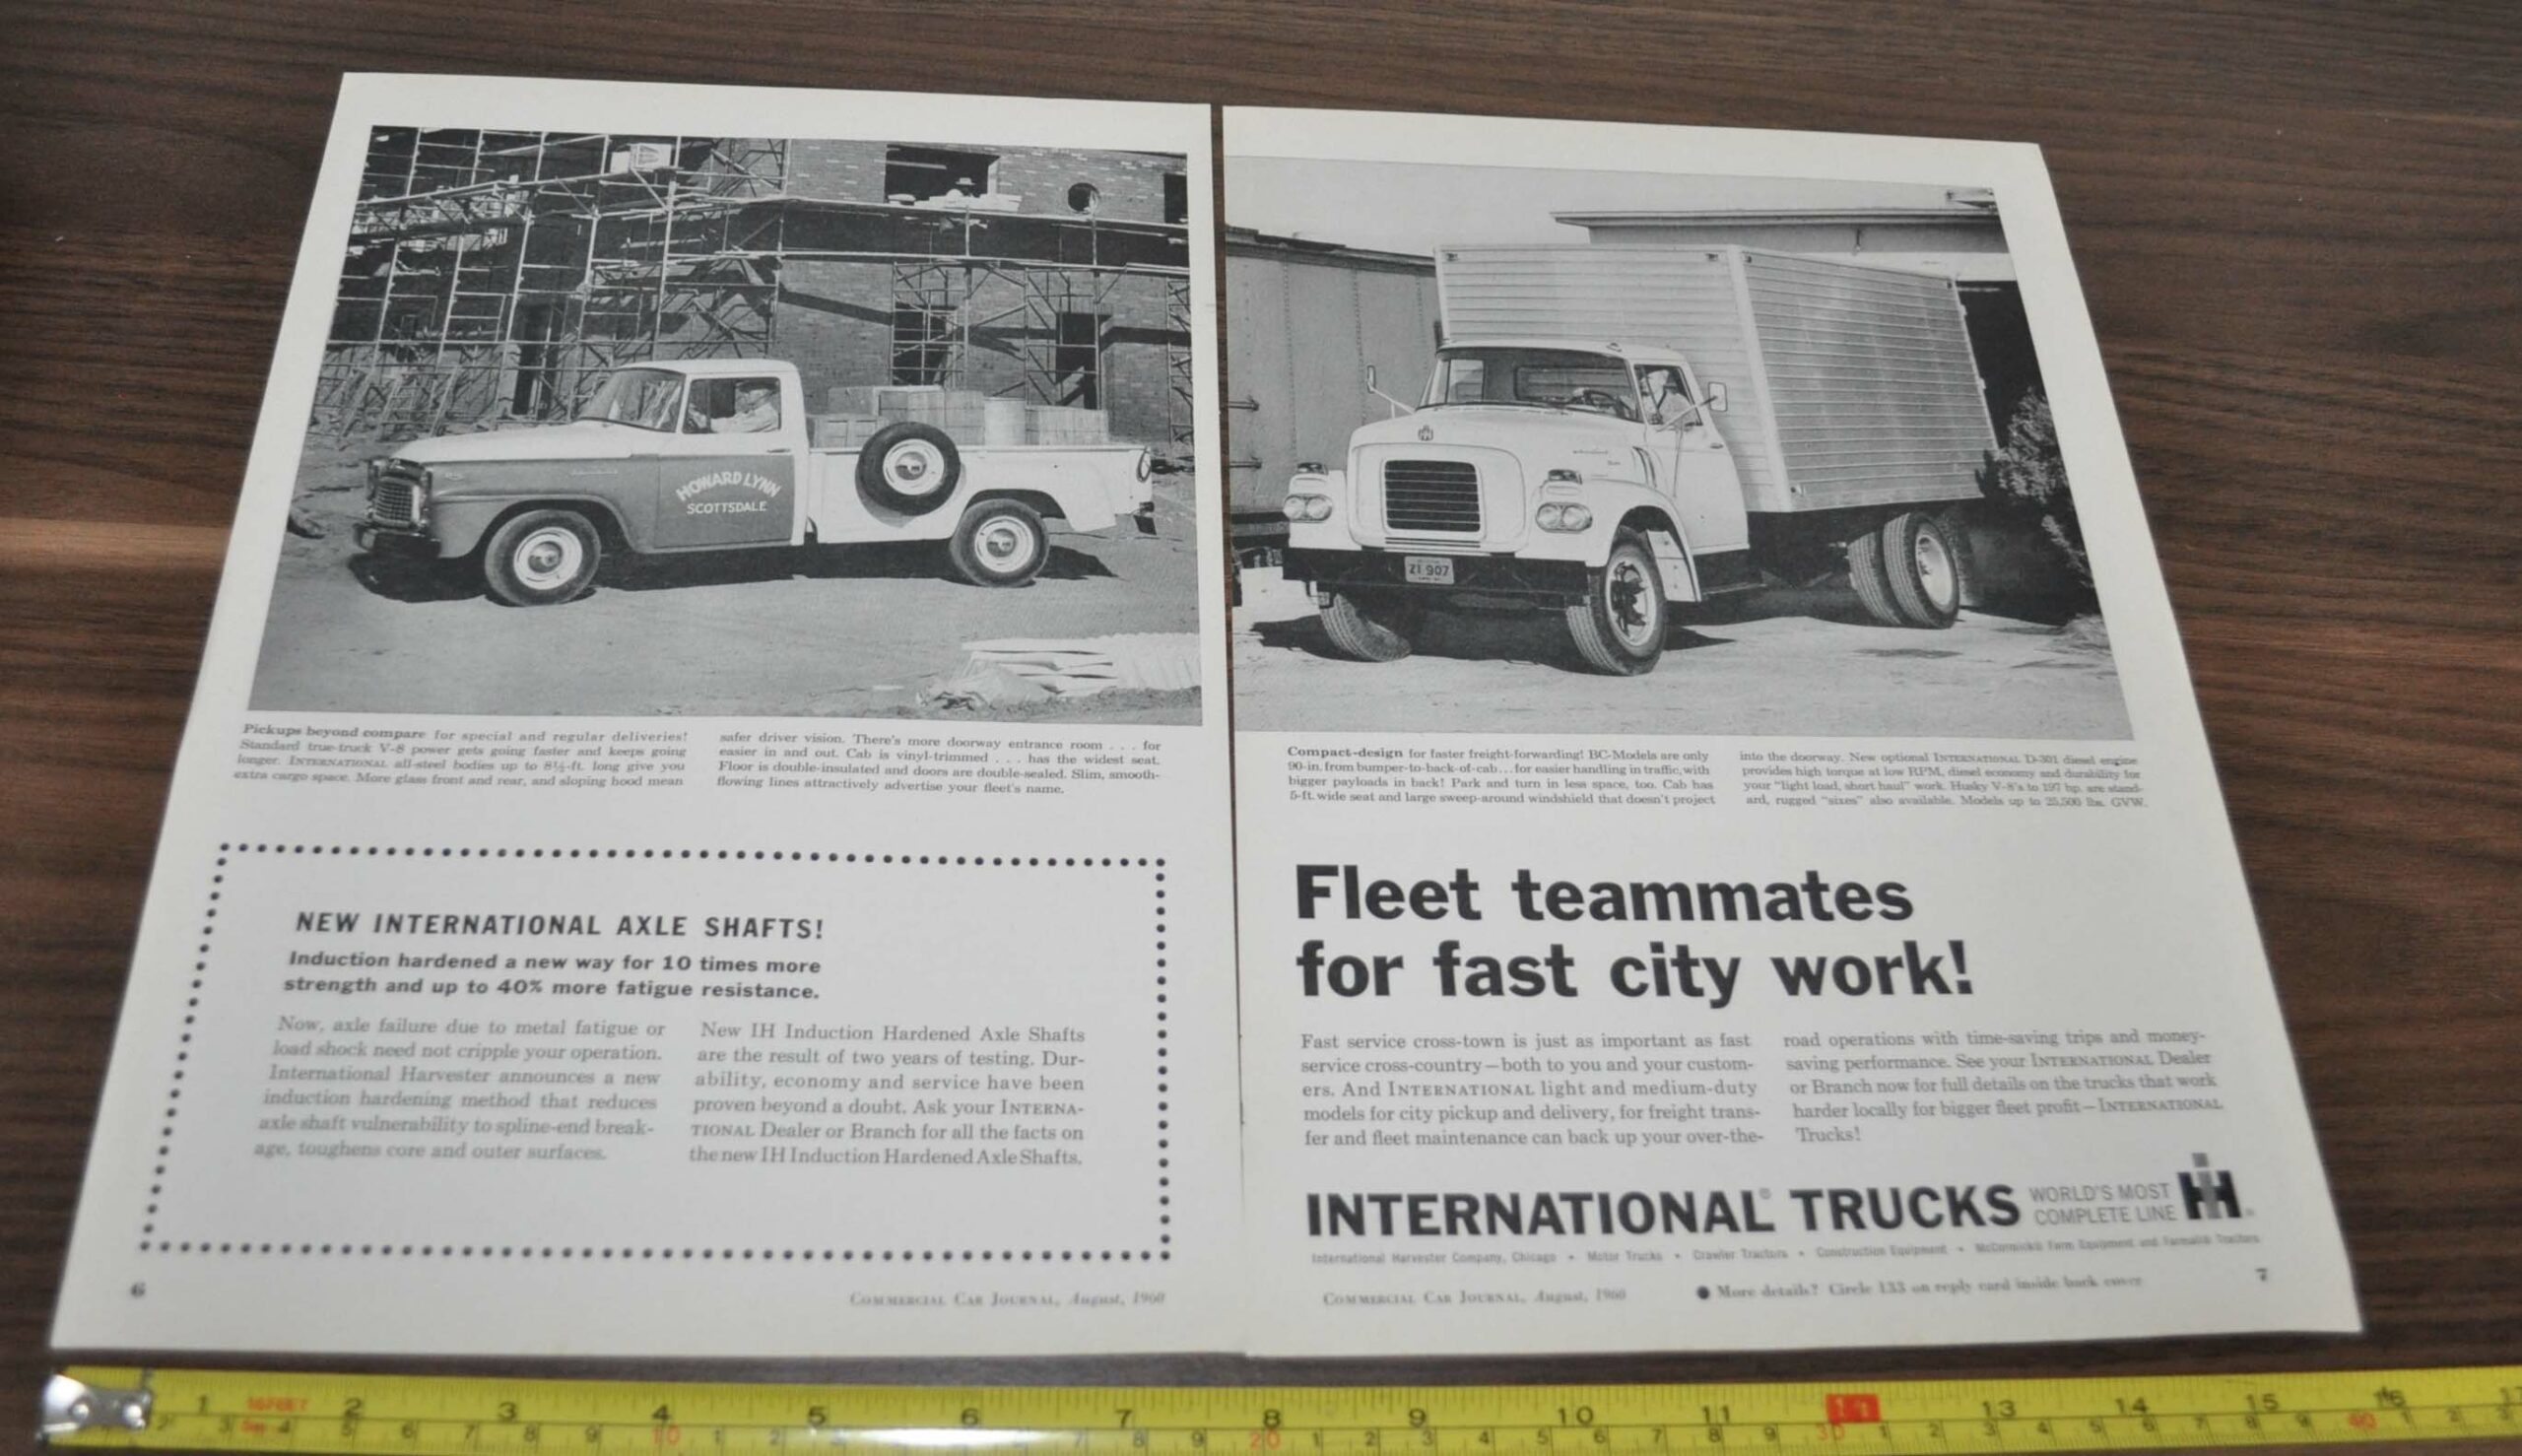 HOWARD LYNN
SCOTTSDALE
Pickups beyond compare for special and regular deliveries!
Standard true-truck V-8 power gets going faster and keeps going
longer. INTERNATIONAL all-steel bodies up to 8½-ft. long give you
extra cargo space. More glass front and rear, and sloping hood mean
safer driver vision. There's more doorway entrance room . . . for
easier in and out. Cab is vinyl-trimmed . . . has the widest seat.
Floor is double-insulated and doors are double-sealed. Slim, smooth-
flowing lines attractively advertise your fleet's name.
NEW INTERNATIONAL AXLE SHAFTS!
Induction hardened a new way for 10 times more
strength and up to 40% more fatigue resistance.
Now, axle failure due to metal fatigue or
load shock need not cripple your operation.
International Harvester announces a new
induction hardening method that reduces
axle shaft vulnerability to spline-end break-
age, toughens core and outer surfaces.
New IH Induction Hardened Axle Shafts
are the result of two years of testing. Dur-
ability, economy and service have been
proven beyond a doubt. Ask your INTERNA-
TIONAL Dealer or Branch for all the facts on
the new IH Induction Hardened Axle Shafts.
6
COMMERCIAL CAR JOURNAL, August, 1960
ZI 907
Compact-design for faster freight-forwarding! BC-Models are only
90-in. from bumper-to-back-of-cab...for easier handling in traffic, with
bigger payloads in back! Park and turn in less space, too. Cab has
5-ft. wide seat and large sweep-around windshield that doesn't project
into the doorway. New optional INTERNATIONAL D-301 diesel engine
provides high torque at low RPM, diesel economy and durability for
your "light load, short haul" work. Husky V-8's to 197 hp. are stand-
ard, rugged "sixes" also available. Models up to 25,500 lbs. GVW.
Fleet teammates
for fast city work!
Fast service cross-town is just as important as fast
service cross-country—both to you and your custom-
ers. And INTERNATIONAL light and medium-duty
models for city pickup and delivery, for freight trans-
fer and fleet maintenance can back up your over-the-
road operations with time-saving trips and money-
saving performance. See your INTERNATIONAL Dealer
or Branch now for full details on the trucks that work
harder locally for bigger fleet profit—INTERNATIONAL
Trucks!
INTERNATIONAL® TRUCKS WORLD'S MOST
COMPLETE LINE IH®
International Harvester Company, Chicago • Motor Trucks • Crawler Tractors • Construction Equipment • McCormick® Farm Equipment and Farmall® Tractors
COMMERCIAL CAR JOURNAL, August, 1960
● More details? Circle 133 on reply card inside back cover
7
1 2 3 4 5 6 7 8 9 10 11 13 14 15 16